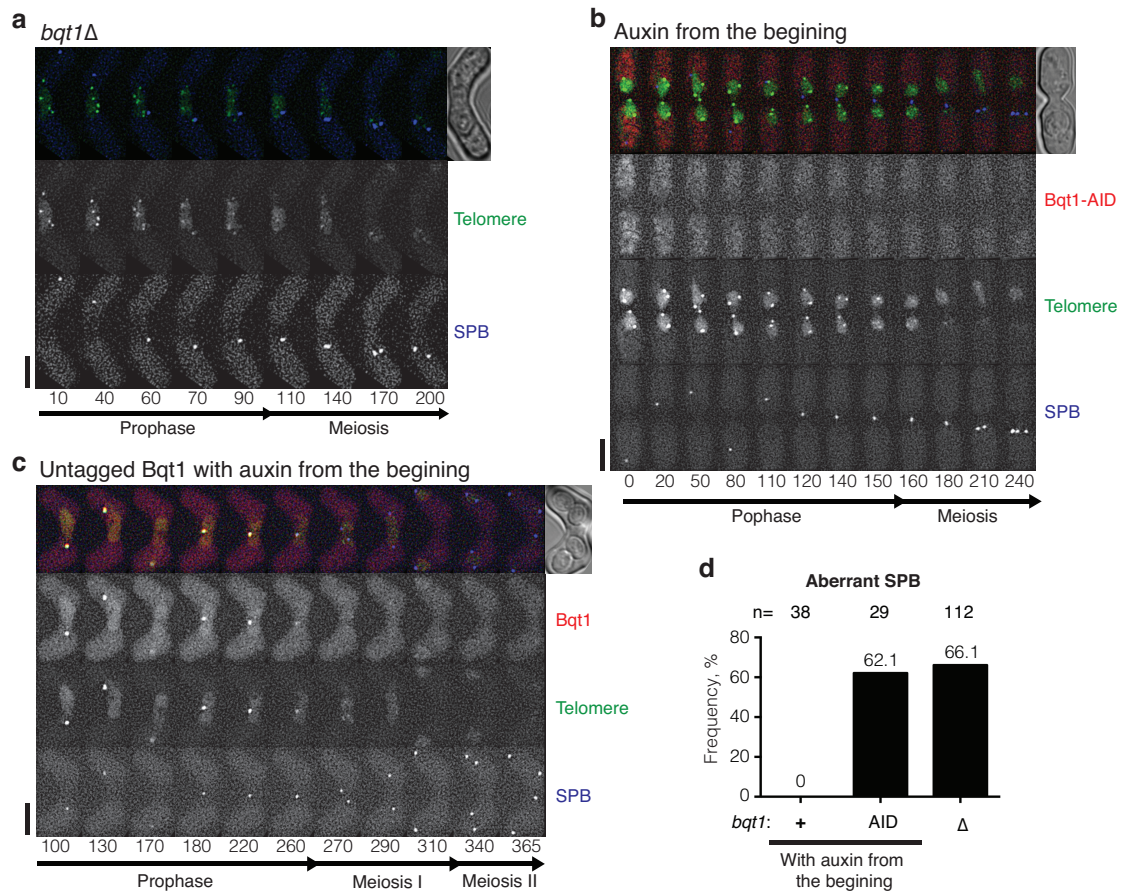 a
bqt1Δ
Telomere
SPB
10 40 60 70 90 110 140 170 200
Prophase Meiosis
b
Auxin from the begining
Bqt1-AID
Telomere
SPB
0 20 50 80 110 120 140 150 160 180 210 240
Pophase Meiosis
c
Untagged Bqt1 with auxin from the begining
Bqt1
Telomere
SPB
100 130 170 180 220 260 270 290 310 340 365
Prophase Meiosis I Meiosis II
d
Aberrant SPB
n= 38 29 112
Frequency, %
80
60
40
20
0
0
62.1
66.1
bqt1: + AID Δ
With auxin from
the begining